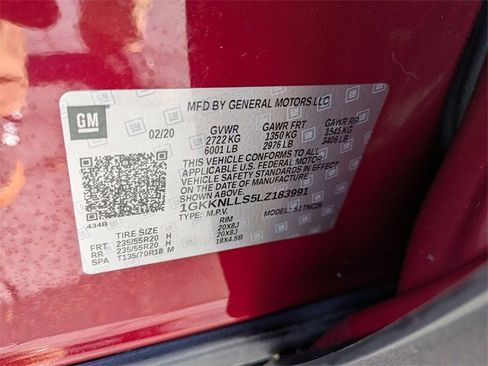 GM
MFD BY GENERAL MOTORS LLC
02/20
GVWR GAWR FRT GAWR RR
2722 KG 1350 KG 1545 KG
6001 LB 2976 LB 3406 LB
THIS VEHICLE CONFORMS TO ALL
APPLICABLE U.S. FEDERAL MOTOR
VEHICLE SAFETY STANDARDS IN EFFECT
ON THE DATE OF MANUFACTURE SHOWN ABOVE.
1GKKNLLS5LZ183991
TYPE: M.P.V. MODEL:
434B
TIRE SIZE RIM
FRT 235/55R20 H 20X8J
RR 235/55R20 H 20X8J
SPA T135/70R18 M 18X4.5B